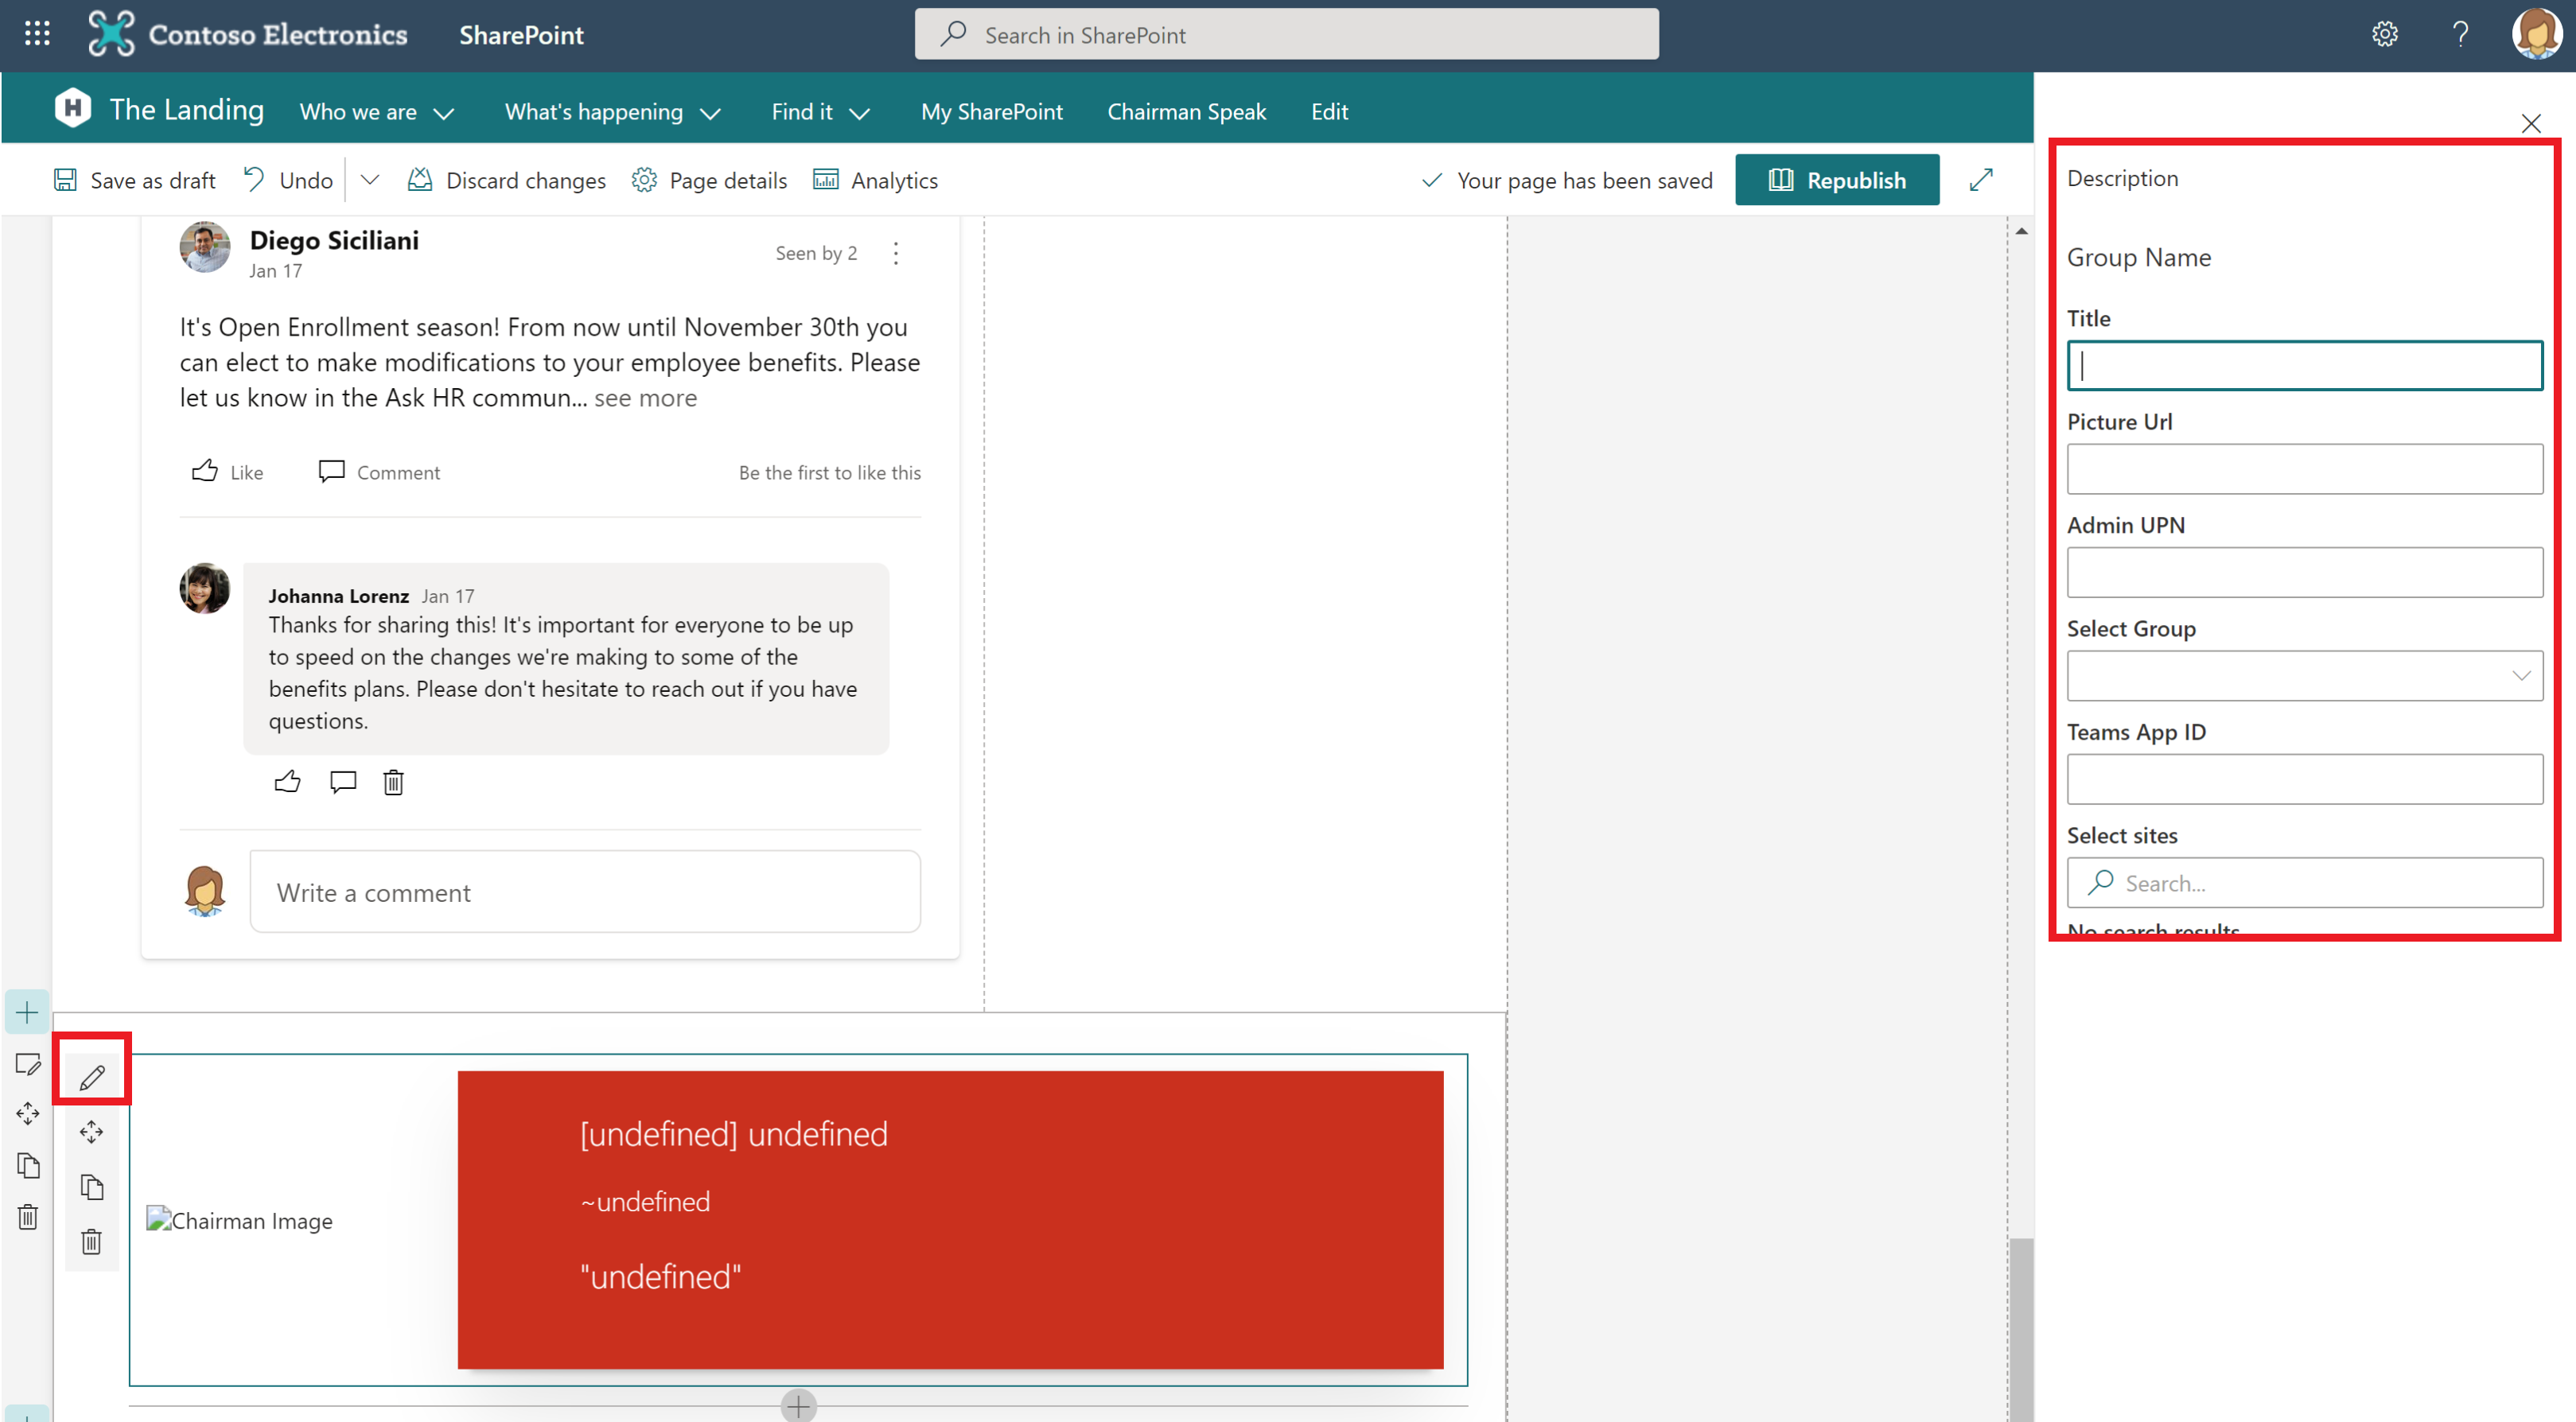 Contoso Electronics SharePoint Search in SharePoint
The Landing Who we are What's happening Find it My SharePoint Chairman Speak Edit
Save as draft Undo Discard changes Page details Analytics Your page has been saved Republish
Diego Siciliani
Jan 17
Seen by 2
It's Open Enrollment season! From now until November 30th you
can elect to make modifications to your employee benefits. Please
let us know in the Ask HR commun... see more
Like Comment Be the first to like this
Johanna Lorenz Jan 17
Thanks for sharing this! It's important for everyone to be up
to speed on the changes we're making to some of the
benefits plans. Please don't hesitate to reach out if you have
questions.
Write a comment
Chairman Image
[undefined] undefined
~undefined
"undefined"
Description
Group Name
Title
Picture Url
Admin UPN
Select Group
Teams App ID
Select sites
Search...
No search results